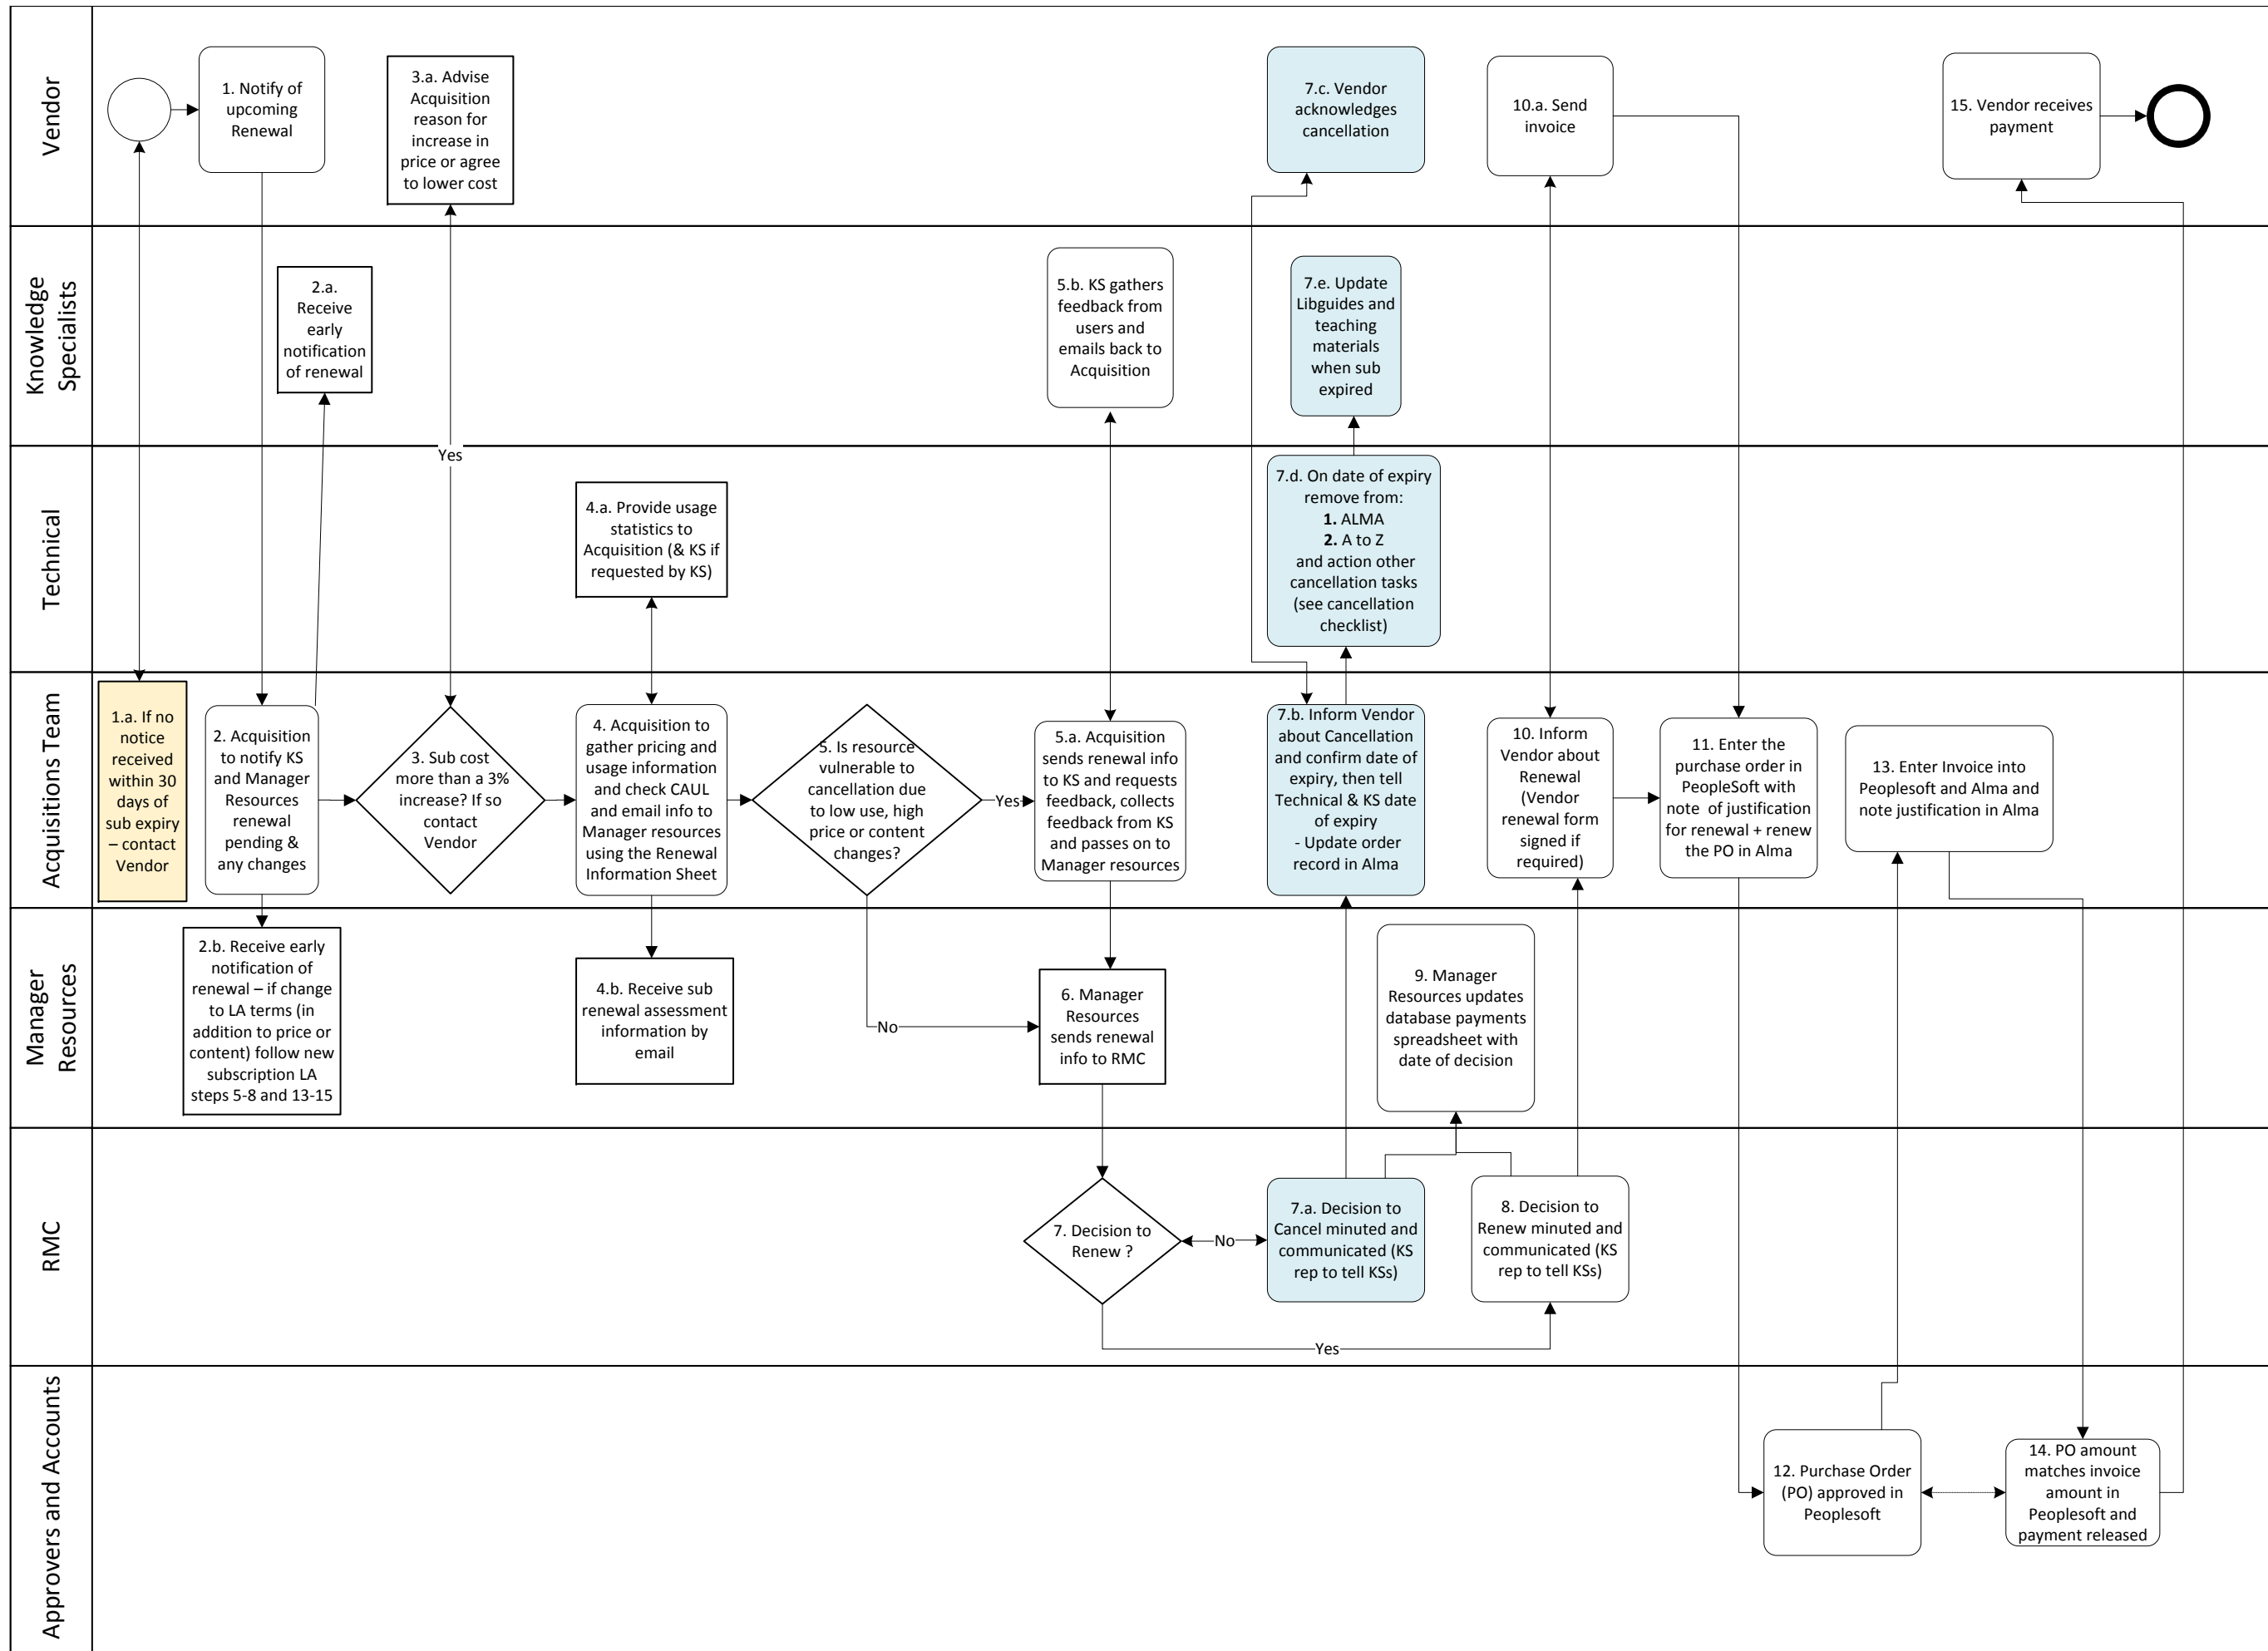 Vendor
1. Notify of
upcoming
Renewal
3.a. Advise
Acquisition
reason for
increase in
price or agree
to lower cost
7.c. Vendor
acknowledges
cancellation
10.a. Send
invoice
15. Vendor receives
payment
Knowledge
Specialists
2.a.
Receive
early
notification
of renewal
5.b. KS gathers
feedback from
users and
emails back to
Acquisition
7.e. Update
Libguides and
teaching
materials
when sub
expired
Yes
Technical
4.a. Provide usage
statistics to
Acquisition (& KS if
requested by KS)
7.d. On date of expiry
remove from:
1. ALMA
2. A to Z
and action other
cancellation tasks
(see cancellation
checklist)
Acquisitions Team
1.a. If no
notice
received
within 30
days of
sub expiry
– contact
Vendor
2. Acquisition
to notify KS
and Manager
Resources
renewal
pending &
any changes
3. Sub cost
more than a 3%
increase? If so
contact
Vendor
4. Acquisition to
gather pricing and
usage information
and check CAUL
and email info to
Manager resources
using the Renewal
Information Sheet
5. Is resource
vulnerable to
cancellation due
to low use, high
price or content
changes?
Yes
5.a. Acquisition
sends renewal info
to KS and requests
feedback, collects
feedback from KS
and passes on to
Manager resources
7.b. Inform Vendor
about Cancellation
and confirm date of
expiry, then tell
Technical & KS date
of expiry
- Update order
record in Alma
10. Inform
Vendor about
Renewal
(Vendor
renewal form
signed if
required)
11. Enter the
purchase order in
PeopleSoft with
note of justification
for renewal + renew
the PO in Alma
13. Enter Invoice into
Peoplesoft and Alma and
note justification in Alma
Manager
Resources
2.b. Receive early
notification of
renewal – if change
to LA terms (in
addition to price or
content) follow new
subscription LA
steps 5-8 and 13-15
4.b. Receive sub
renewal assessment
information by
email
No
6. Manager
Resources
sends renewal
info to RMC
9. Manager
Resources updates
database payments
spreadsheet with
date of decision
RMC
7. Decision to
Renew ?
No
7.a. Decision to
Cancel minuted and
communicated (KS
rep to tell KSs)
8. Decision to
Renew minuted and
communicated (KS
rep to tell KSs)
Yes
Approvers and Accounts
12. Purchase Order
(PO) approved in
Peoplesoft
14. PO amount
matches invoice
amount in
Peoplesoft and
payment released